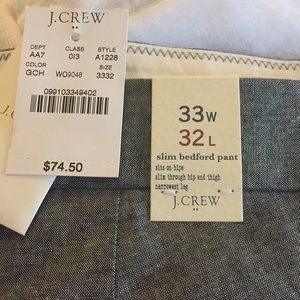 J.CREW
DEPT CLASS STYLE
AA7 013 A1228
COLOR SIZE
GCH WO9048 3332
099103349402
$74.50
J.C
33W
32L
slim bedford pant
sits on hips
slim through hip and thigh
narrowest leg
J.CREW